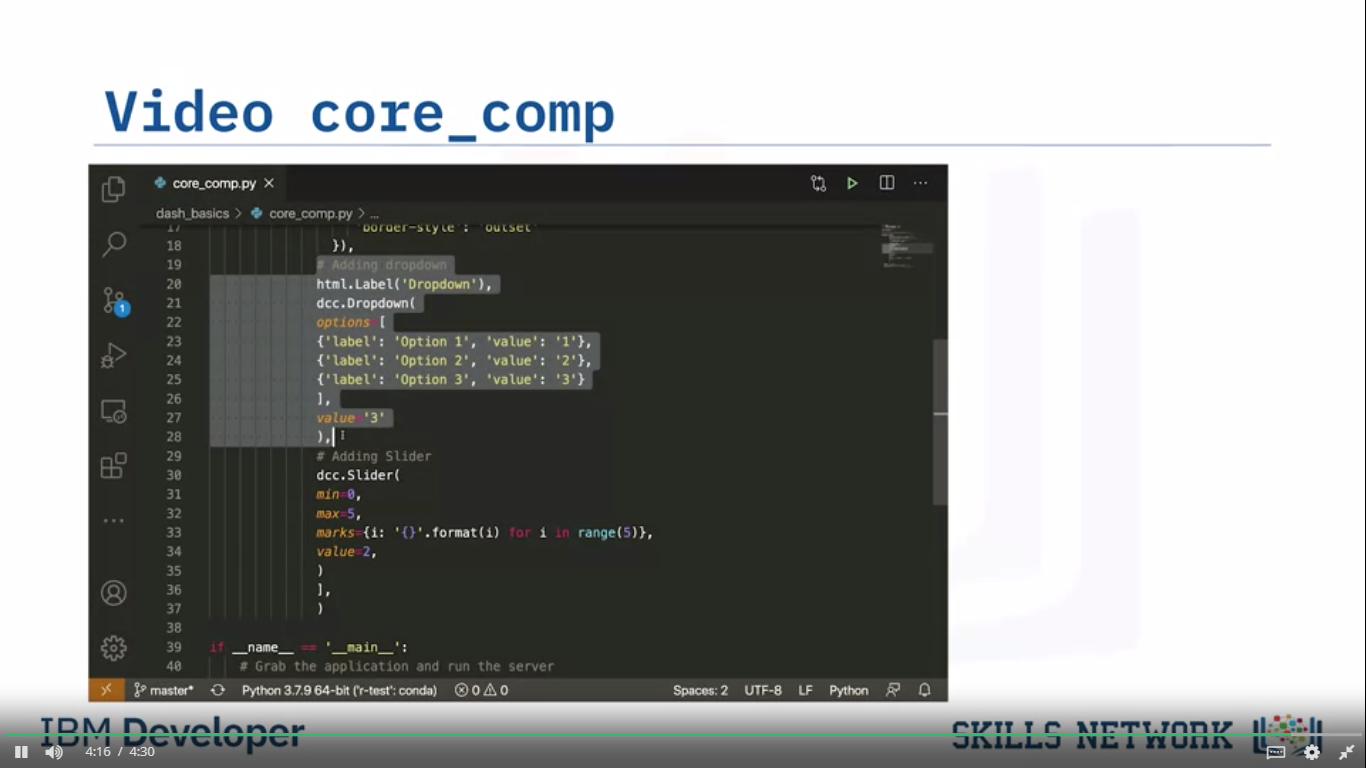 Video core_comp
core_comp.py
dash_basics > core_comp.py > ...
17 'border-style': 'outset'
18 }),
19 # Adding dropdown
20 html.Label('Dropdown'),
21 dcc.Dropdown(
22 options=[
23 {'label': 'Option 1', 'value': '1'},
24 {'label': 'Option 2', 'value': '2'},
25 {'label': 'Option 3', 'value': '3'}
26 ],
27 value='3'
28 ),
29 # Adding Slider
30 dcc.Slider(
31 min=0,
32 max=5,
33 marks={i: '{}'.format(i) for i in range(5)},
34 value=2,
35 )
36 ],
37 )
38
39 if __name__ == '__main__':
40 # Grab the application and run the server
1
master* Python 3.7.9 64-bit ('r-test': conda) 0 0 Spaces: 2 UTF-8 LF Python
IBM Developer
SKILLS NETWORK
4:16 / 4:30